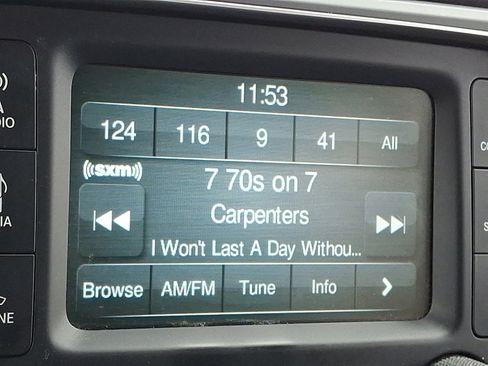 11:53
124 116 9 41 All
((sxm))
7 70s on 7
Carpenters
I Won't Last A Day Withou...
Browse AM/FM Tune Info